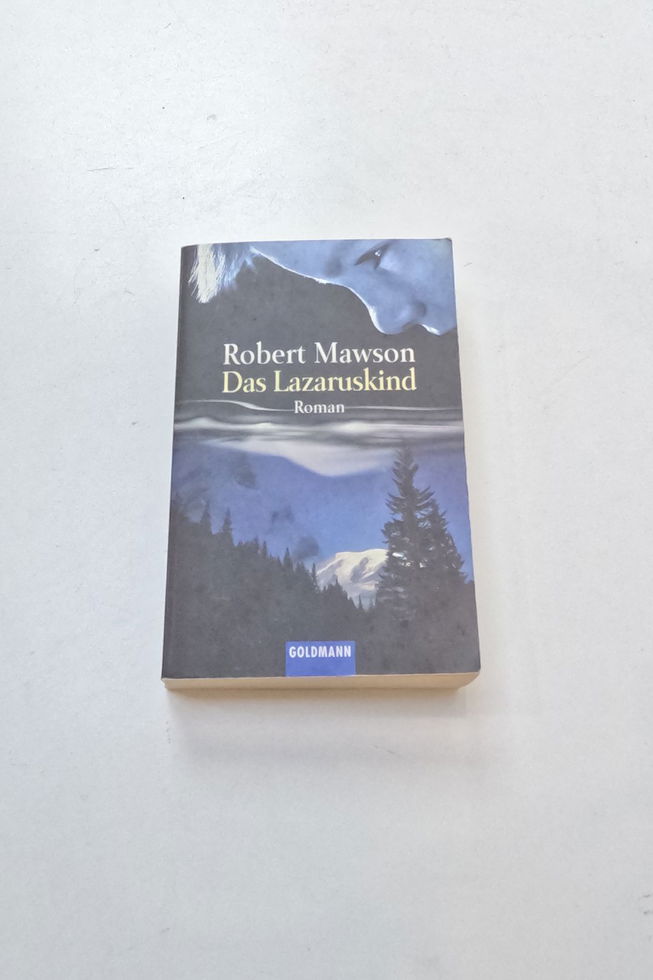 Robert Mawson
Das Lazaruskind
Roman
GOLDMANN